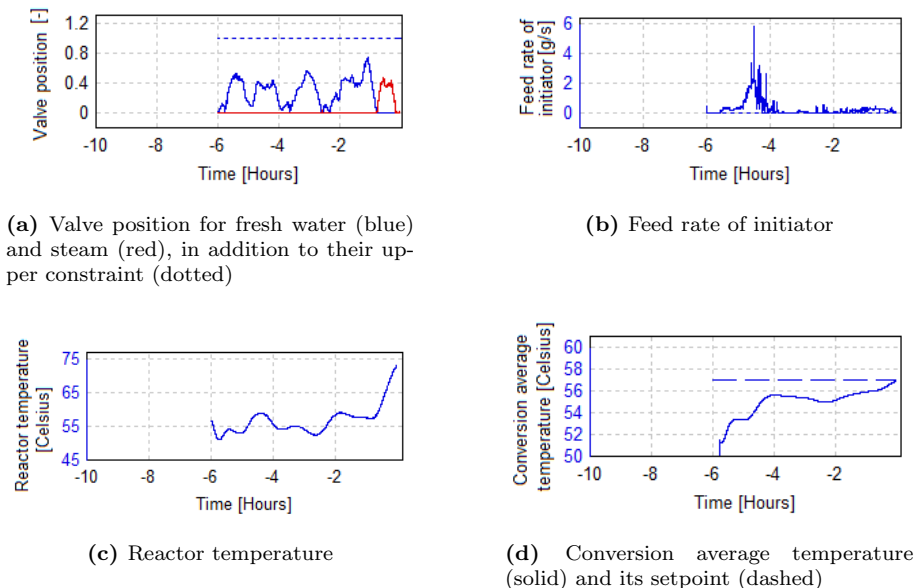 Valve position [-]
1.2
0.8
0.4
0
-10
-8
-6
-4
-2
Time [Hours]
Feed rate of
initiator [g/s]
6
4
2
0
-10
-8
-6
-4
-2
Time [Hours]
(a) Valve position for fresh water (blue)
and steam (red), in addition to their up-
per constraint (dotted)
(b) Feed rate of initiator
Reactor temperature
[Celsius]
75
65
55
45
-10
-8
-6
-4
-2
Time [Hours]
Conversion average
temperature [Celsius]
60
58
56
54
52
50
-10
-8
-6
-4
-2
Time [Hours]
(c) Reactor temperature
(d) Conversion average temperature
(solid) and its setpoint (dashed)